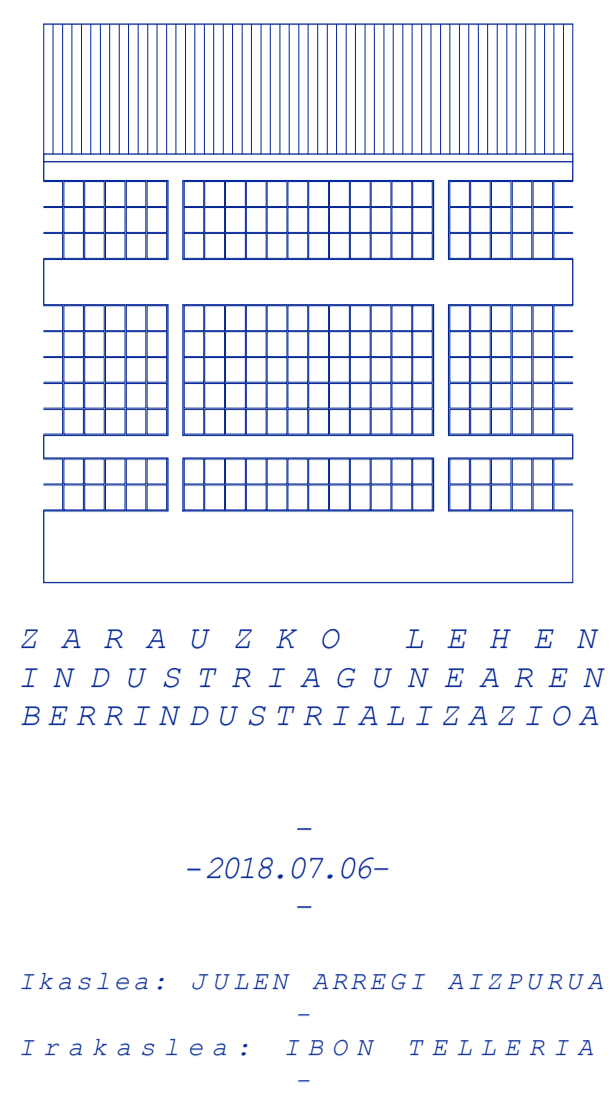 ZARAUZKO LEHEN
INDUSTRIAGUNEAREN
BERRINDUSTRIALIZAZIOA
-
-2018.07.06-
-
Ikaslea: JULEN ARREGI AIZPURUA
-
Irakaslea: IBON TELLERIA
-